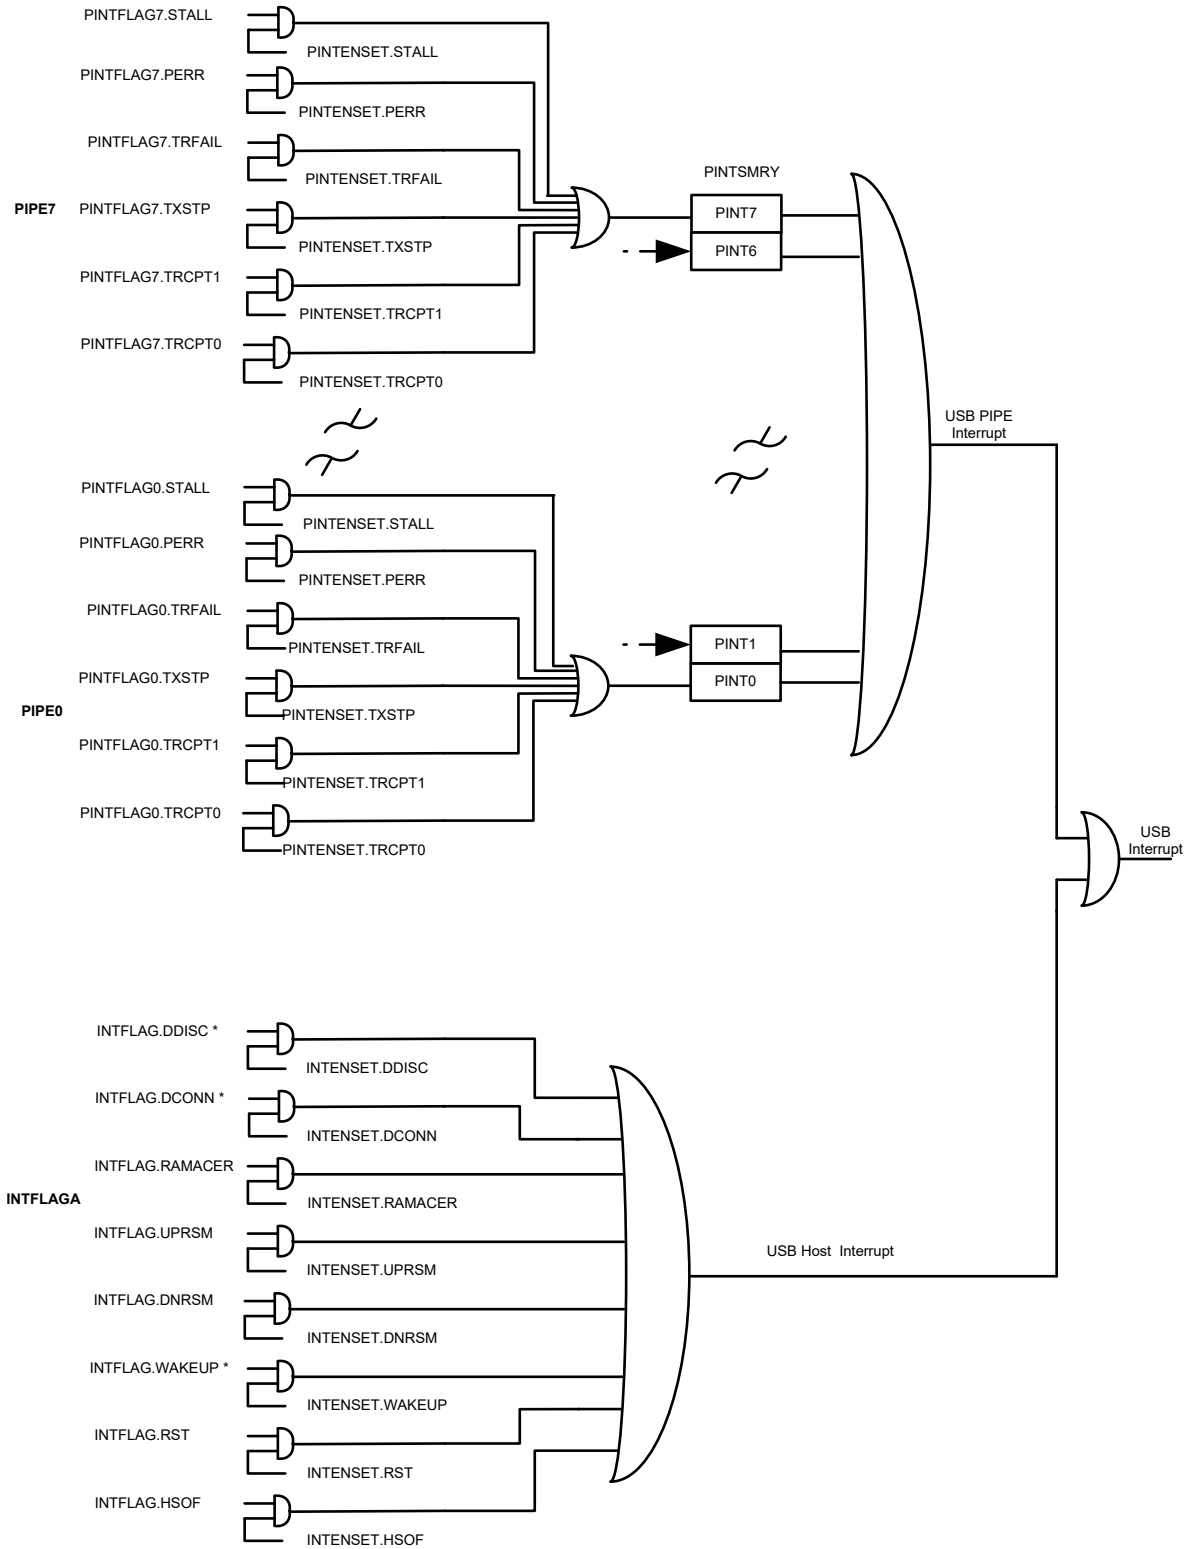 PINTFLAG7.STALL
PINTENSET.STALL
PINTFLAG7.PERR
PINTENSET.PERR
PINTFLAG7.TRFAIL
PINTENSET.TRFAIL
PINTSMRY
PIPE7
PINTFLAG7.TXSTP
PINT7
PINTENSET.TXSTP
PINT6
PINTFLAG7.TRCPT1
PINTENSET.TRCPT1
PINTFLAG7.TRCPT0
PINTENSET.TRCPT0
USB PIPE
Interrupt
PINTFLAG0.STALL
PINTENSET.STALL
PINTFLAG0.PERR
PINTENSET.PERR
PINTFLAG0.TRFAIL
PINTENSET.TRFAIL
PINT1
PINTFLAG0.TXSTP
PINT0
PIPE0
PINTENSET.TXSTP
PINTFLAG0.TRCPT1
PINTENSET.TRCPT1
PINTFLAG0.TRCPT0
PINTENSET.TRCPT0
USB
Interrupt
INTFLAG.DDISC *
INTENSET.DDISC
INTFLAG.DCONN *
INTENSET.DCONN
INTFLAG.RAMACER
INTFLAGA
INTENSET.RAMACER
INTFLAG.UPRSM
USB Host Interrupt
INTENSET.UPRSM
INTFLAG.DNRSM
INTENSET.DNRSM
INTFLAG.WAKEUP *
INTENSET.WAKEUP
INTFLAG.RST
INTENSET.RST
INTFLAG.HSOF
INTENSET.HSOF